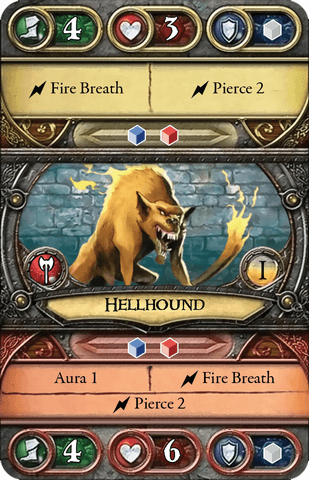 4 3
Fire Breath Pierce 2
I
HELLHOUND
Aura 1 Fire Breath
Pierce 2
4 6